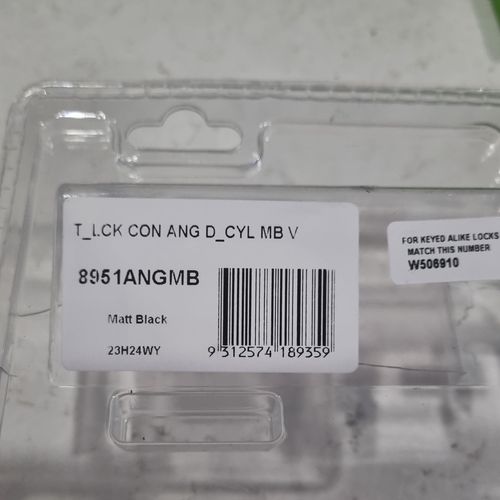 T_LCK CON ANG D_CYL MB V
8951ANGMB
Matt Black
23H24WY
9 312574 189359
FOR KEYED ALIKE LOCKS
MATCH THIS NUMBER
W506910